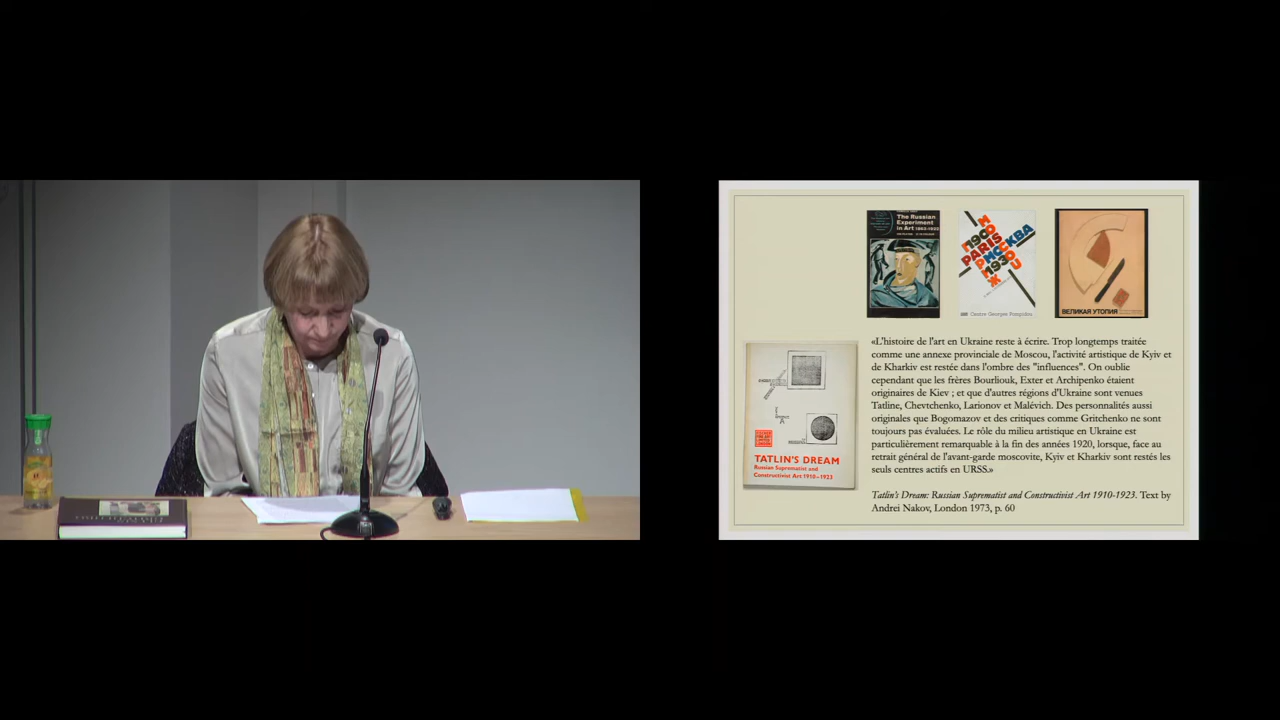 The Russian
Experiment
in Art 1863-1922
1900
PARIS
МОСКВА
1930
Centre Georges Pompidou
ВЕЛИКАЯ УТОПИЯ
«L'histoire de l'art en Ukraine reste à écrire. Trop longtemps traitée
comme une annexe provinciale de Moscou, l'activité artistique de Kyiv et
de Kharkiv est restée dans l'ombre des "influences". On oublie
cependant que les frères Bourliouk, Exter et Archipenko étaient
originaires de Kiev ; et que d'autres régions d'Ukraine sont venues
Tatline, Chevtchenko, Larionov et Malévich. Des personnalités aussi
originales que Bogomazov et des critiques comme Gritchenko ne sont
toujours pas évaluées. Le rôle du milieu artistique en Ukraine est
particulièrement remarquable à la fin des années 1920, lorsque, face au
retrait général de l'avant-garde moscovite, Kyiv et Kharkiv sont restés les
seuls centres actifs en URSS.»
TATLIN'S DREAM
Russian Suprematist and
Constructivist Art 1910–1923
Tatlin's Dream: Russian Suprematist and Constructivist Art 1910-1923. Text by
Andrei Nakov, London 1973, p. 60